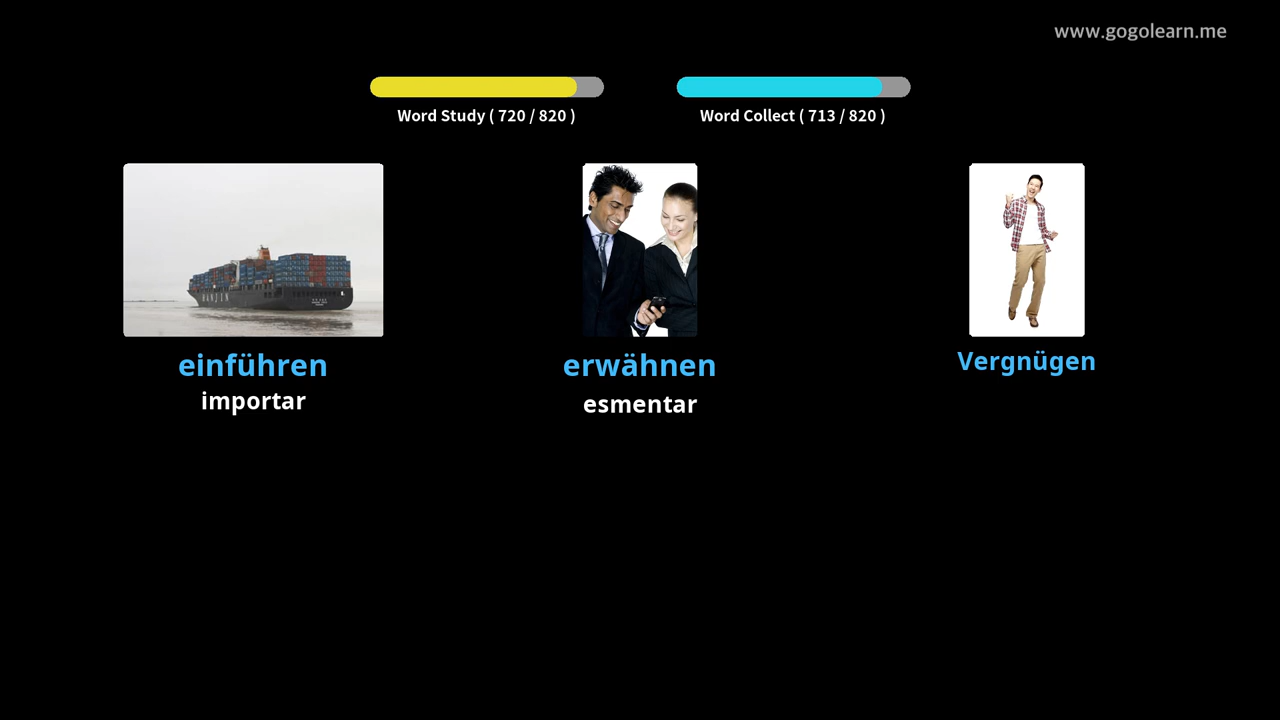 www.gogolearn.me
Word Study ( 720 / 820 )
Word Collect ( 713 / 820 )
einführen
importar
erwähnen
esmentar
Vergnügen